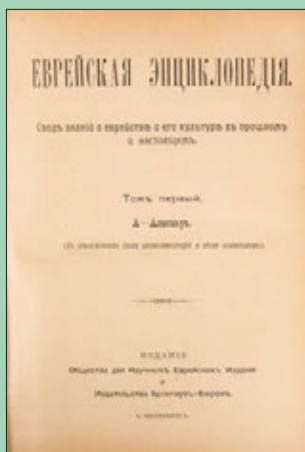 ЕВРЕЙСКАЯ ЭНЦИКЛОПЕДІЯ.
Сводъ знаній о еврействѣ и его культурѣ въ прошломъ
и настоящемъ.
Томъ первый.
ИЗДАНІЕ
Общества для Научныхъ Еврейскихъ Изданій
и
Издательства Брокгаузъ-Ефронъ.
С.-Петербургъ.